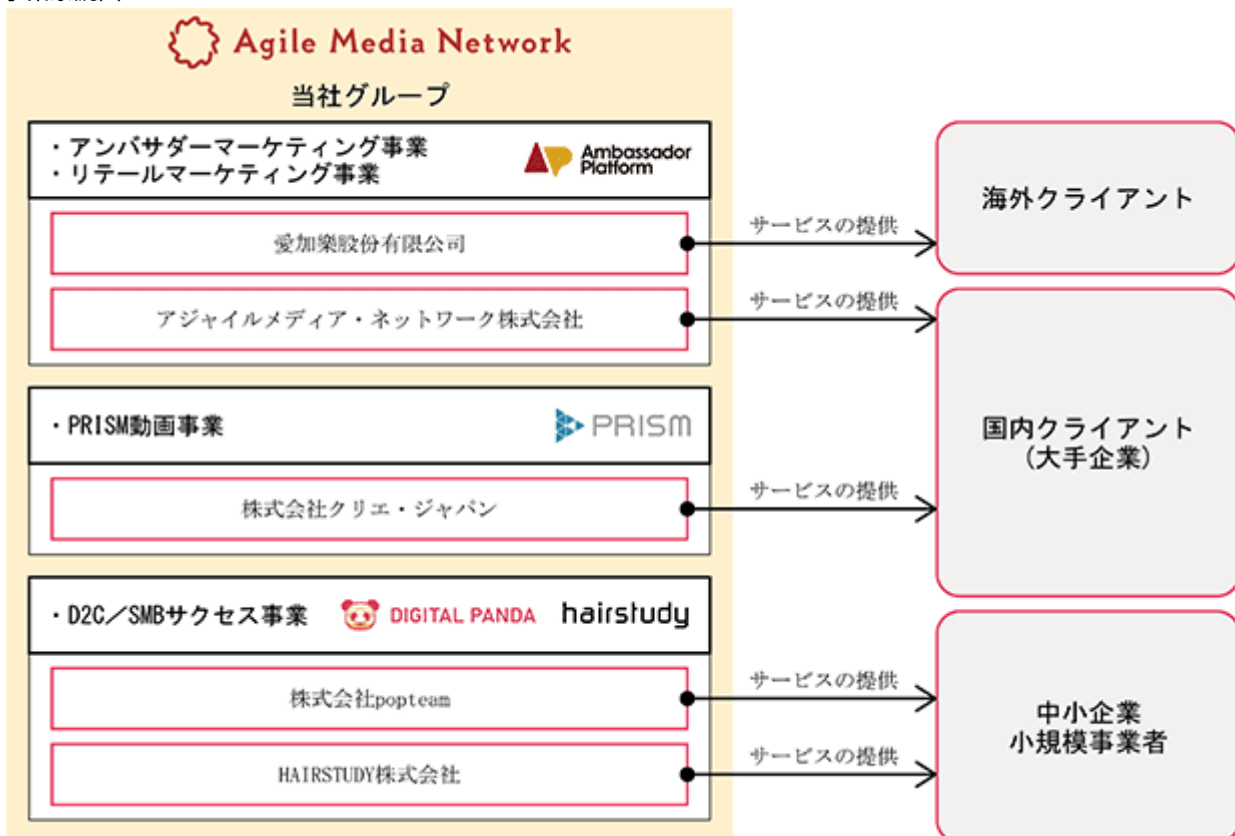 Agile Media Network
当社グループ
・アンバサダーマーケティング事業
・リテールマーケティング事業
Ambassador
Platform
愛加樂股份有限公司
サービスの提供
海外クライアント
アジャイルメディア・ネットワーク株式会社
サービスの提供
国内クライアント
(大手企業)
・PRISM動画事業
PRISM
株式会社クリエ・ジャパン
サービスの提供
・D2C／SMBサクセス事業
DIGITAL PANDA
hairstudy
株式会社popteam
サービスの提供
中小企業
小規模事業者
HAIRSTUDY株式会社
サービスの提供